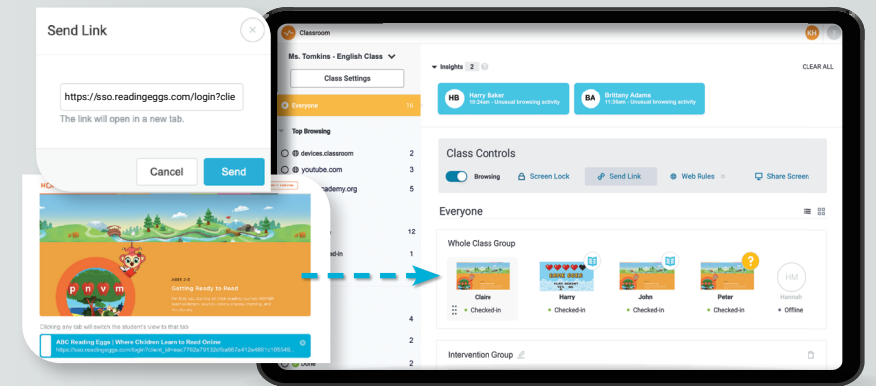 Send Link
https://sso.readingeggs.com/login?clie
The link will open in a new tab.
Cancel
Send
AGES 2-5
Getting Ready to Read
p n v m
Clicking any tab will switch the student's view to that tab
ABC Reading Eggs | Where Children Learn to Read Online
Classroom
KH
Ms. Tomkins - English Class
Class Settings
Everyone 16
Top Browsing
devices.classroom 2
youtube.com 3
ademy.org 5
12
ed-in 1
4
2
Done 2
Insights 2
CLEAR ALL
HB
Harry Baker
10:24am - Unusual browsing activity
BA
Brittany Adams
11:39am - Unusual browsing activity
Class Controls
Browsing
Screen Lock
Send Link
Web Rules
Share Screen
Everyone
Whole Class Group
GAME OVER
?
HM
Claire
Harry
John
Peter
Hannah
Checked-in
Checked-in
Checked-in
Checked-in
Offline
Intervention Group